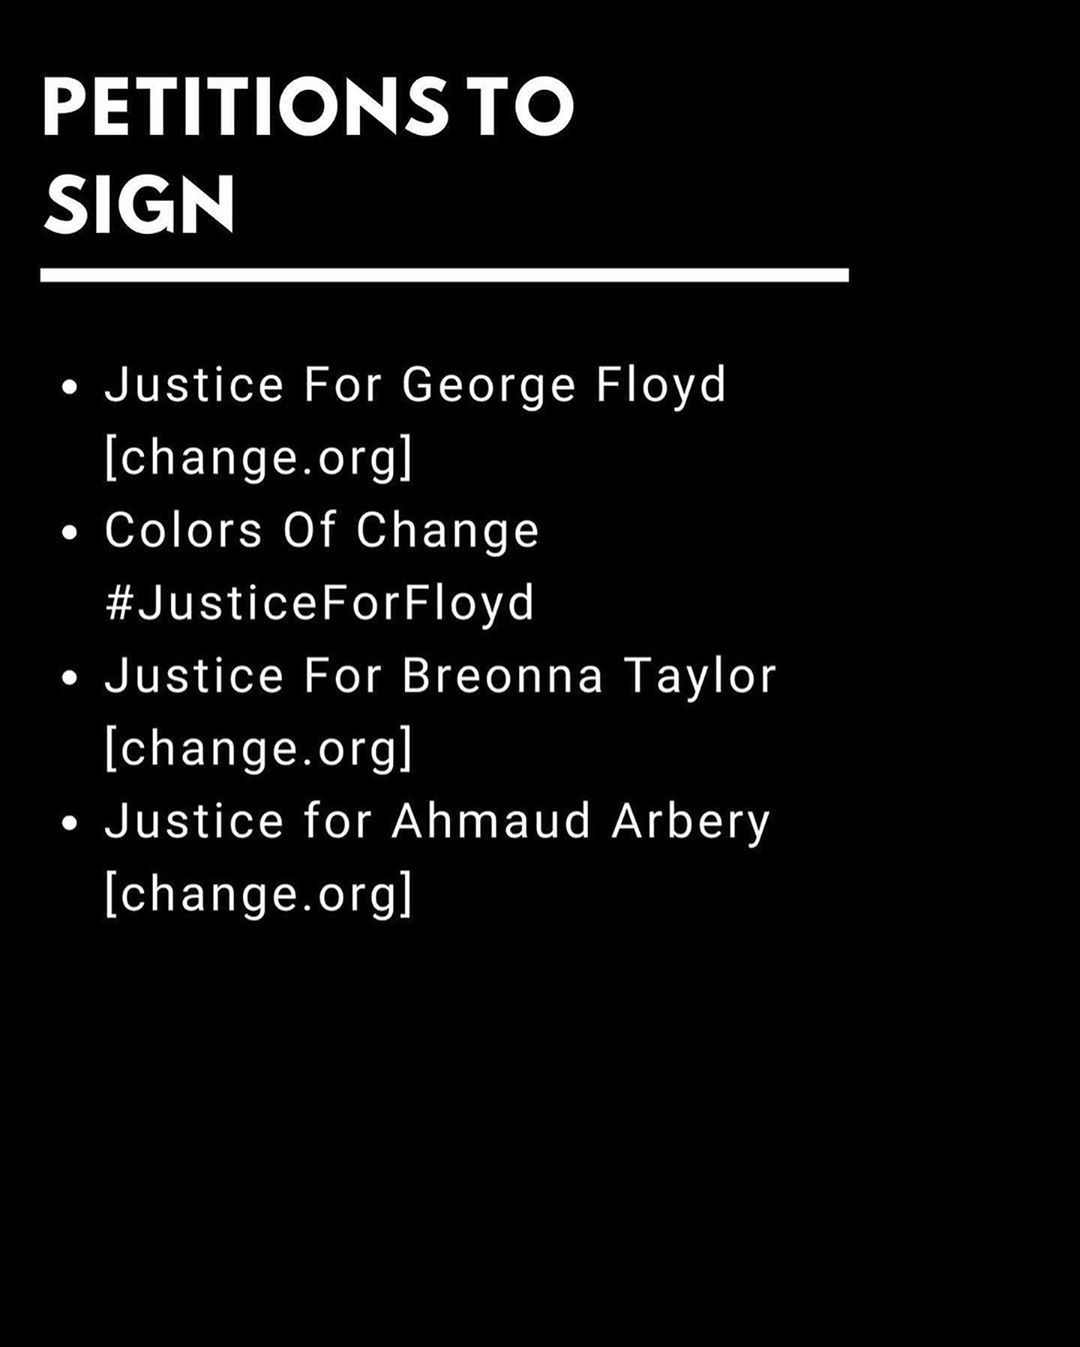 PETITIONS TO
SIGN
• Justice For George Floyd
[change.org]
• Colors Of Change
#JusticeForFloyd
• Justice For Breonna Taylor
[change.org]
• Justice for Ahmaud Arbery
[change.org]